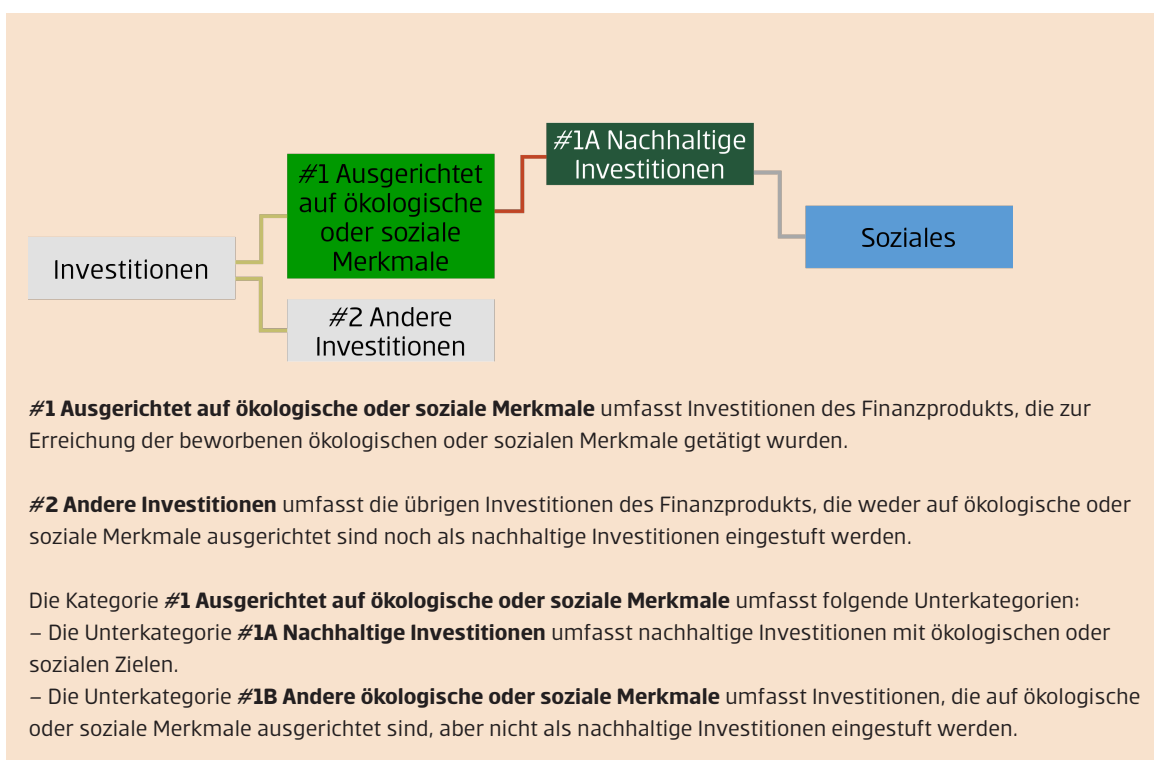 #1A Nachhaltige
Investitionen
#1 Ausgerichtet
auf ökologische
oder soziale
Merkmale
Soziales
Investitionen
#2 Andere
Investitionen
#1 Ausgerichtet auf ökologische oder soziale Merkmale umfasst Investitionen des Finanzprodukts, die zur
Erreichung der beworbenen ökologischen oder sozialen Merkmale getätigt wurden.
#2 Andere Investitionen umfasst die übrigen Investitionen des Finanzprodukts, die weder auf ökologische oder
soziale Merkmale ausgerichtet sind noch als nachhaltige Investitionen eingestuft werden.
Die Kategorie #1 Ausgerichtet auf ökologische oder soziale Merkmale umfasst folgende Unterkategorien:
– Die Unterkategorie #1A Nachhaltige Investitionen umfasst nachhaltige Investitionen mit ökologischen oder
sozialen Zielen.
– Die Unterkategorie #1B Andere ökologische oder soziale Merkmale umfasst Investitionen, die auf ökologische
oder soziale Merkmale ausgerichtet sind, aber nicht als nachhaltige Investitionen eingestuft werden.